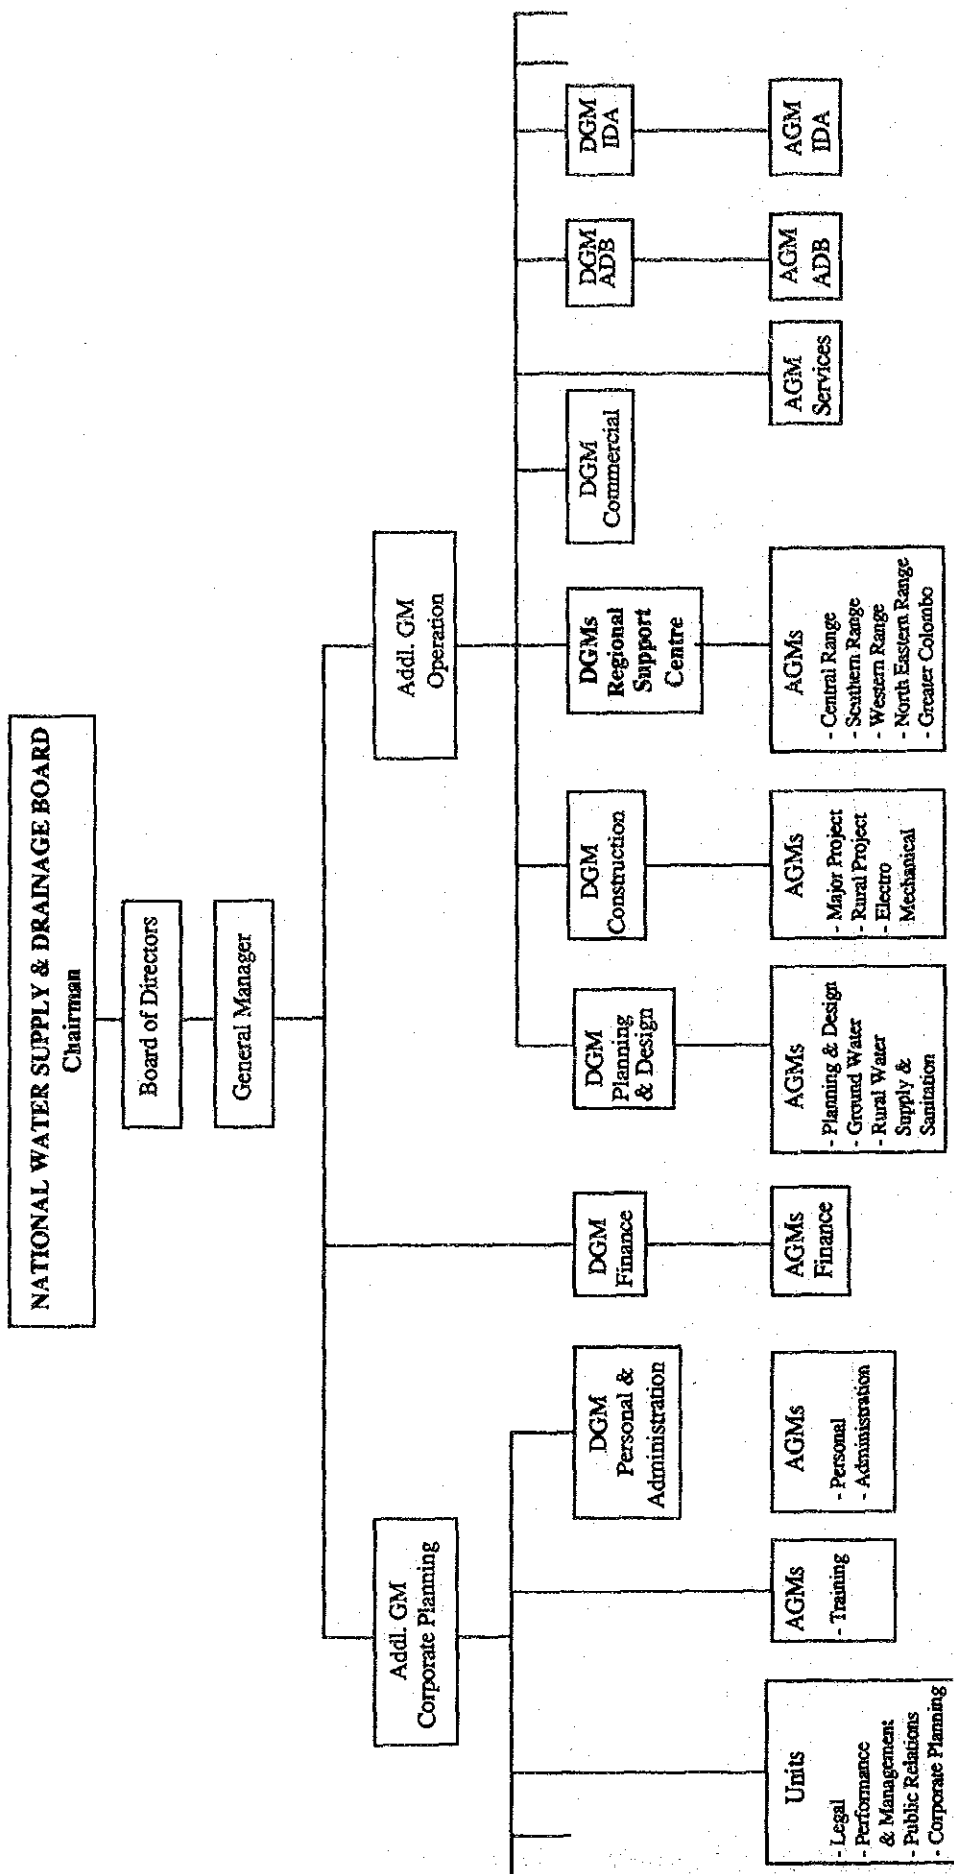 NATIONAL WATER SUPPLY & DRAINAGE BOARD
Chairman
Board of Directors
General Manager
Addl. GM
Corporate Planning
Addl. GM
Operation
DGM
Personal &
Administration
DGM
Finance
DGM
Planning
& Design
DGM
Construction
DGMs
Regional
Support
Centre
DGM
Commercial
DGM
ADB
DGM
IDA
Units
- Legal
- Performance
& Management
- Public Relations
- Corporate Planning
AGMs
- Training
AGMs
- Personal
- Administration
AGMs
Finance
AGMs
- Planning & Design
- Ground Water
- Rural Water
Supply &
Sanitation
AGMs
- Major Project
- Rural Project
- Electro
Mechanical
AGMs
- Central Range
- Southern Range
- Western Range
- North Eastern Range
- Greater Colombo
AGM
Services
AGM
ADB
AGM
IDA